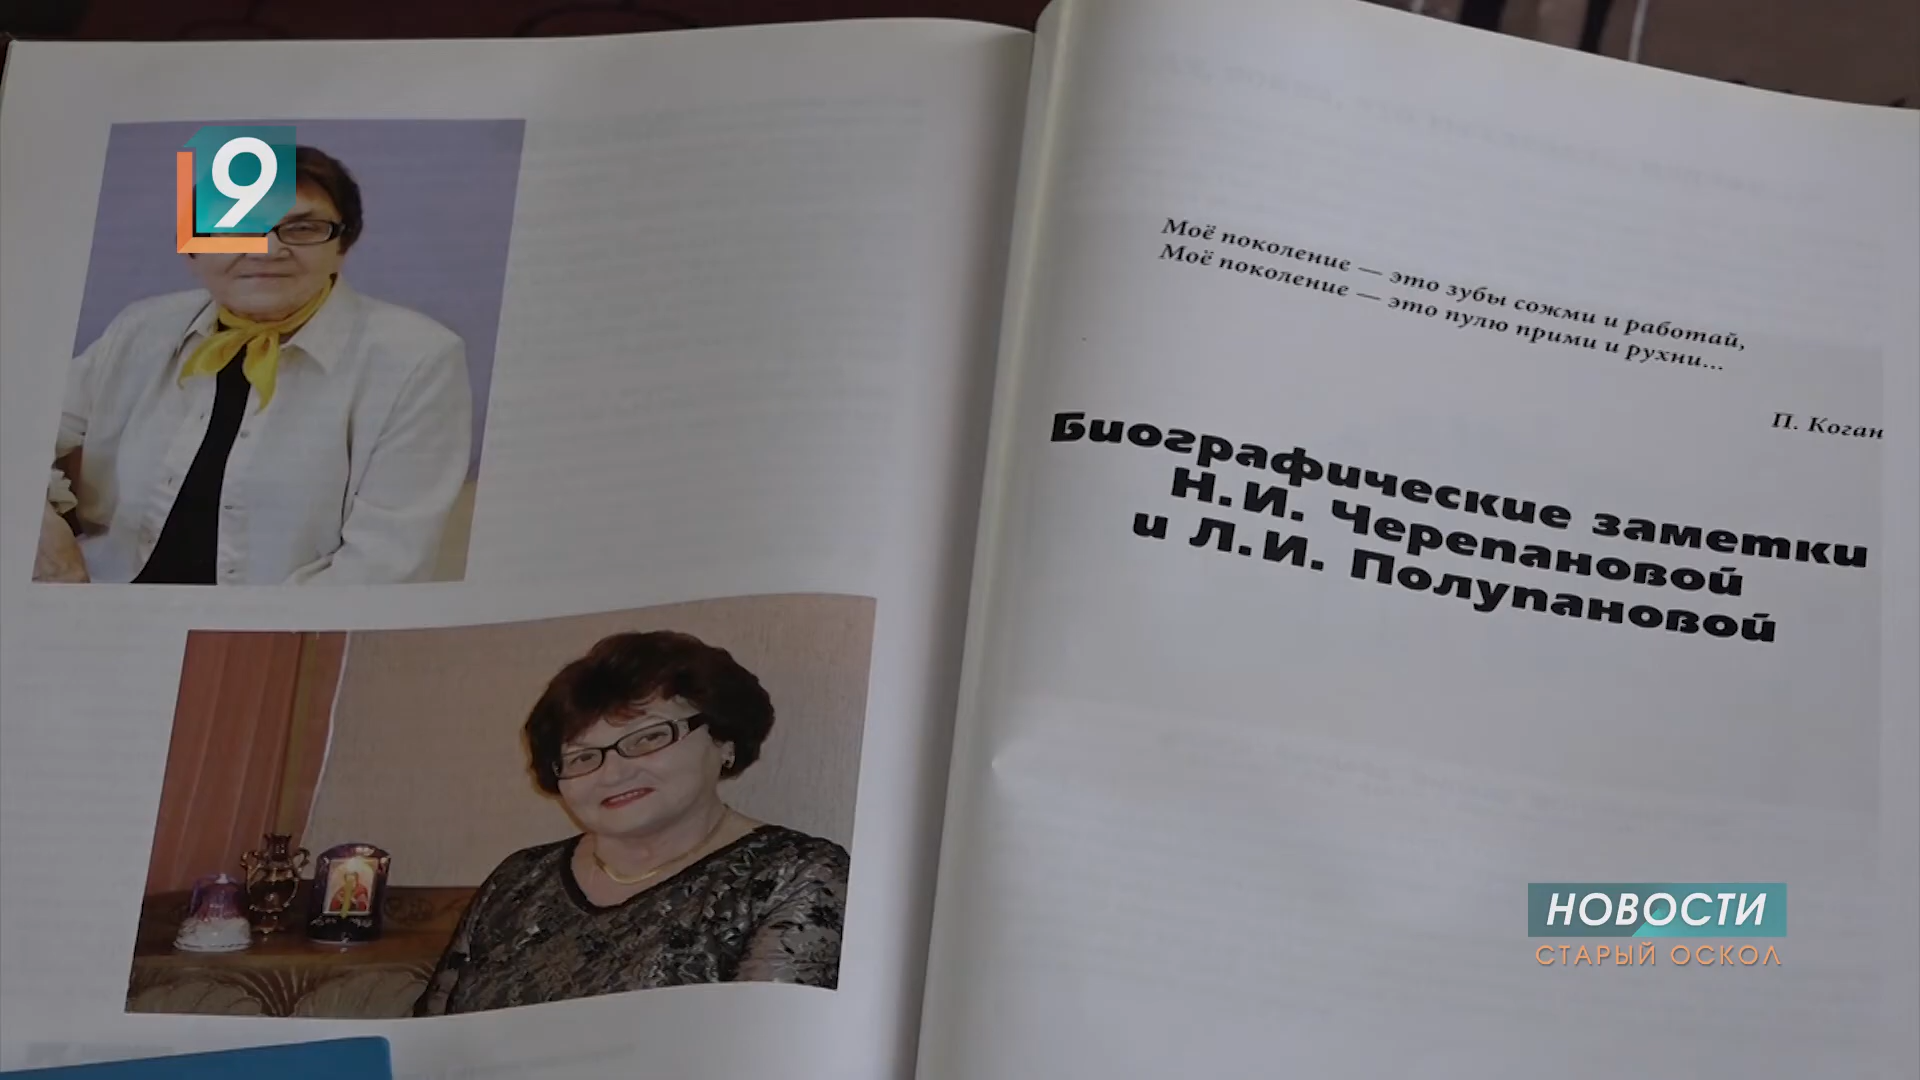 9
Моё поколение — это зубы сожми и работай,
Моё поколение — это пулю прими и рухни...
П. Коган
Биографические заметки
Н.И. Черепановой
и Л.И. Полупановой
НОВОСТИ
СТАРЫЙ ОСКОЛ